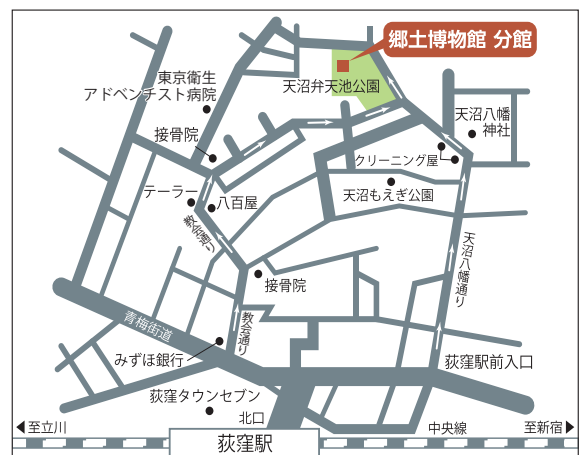 郷土博物館 分館
東京衛生
アドベンチスト病院
天沼弁天池公園
天沼八幡
神社
接骨院
クリーニング屋
テーラー
八百屋
天沼もえぎ公園
教会通り
天沼八幡通り
接骨院
青梅街道
教会通り
みずほ銀行
荻窪駅前入口
荻窪タウンセブン
北口
至立川
中央線
至新宿
荻窪駅